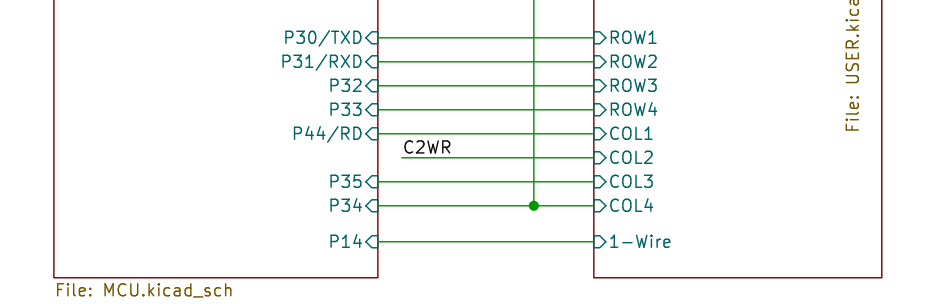 P30/TXD ROW1
P31/RXD ROW2
P32 ROW3
P33 ROW4
P44/RD COL1
C2WR COL2
P35 COL3
P34 COL4
P14 1-Wire
File: USER.kica
File: MCU.kicad_sch